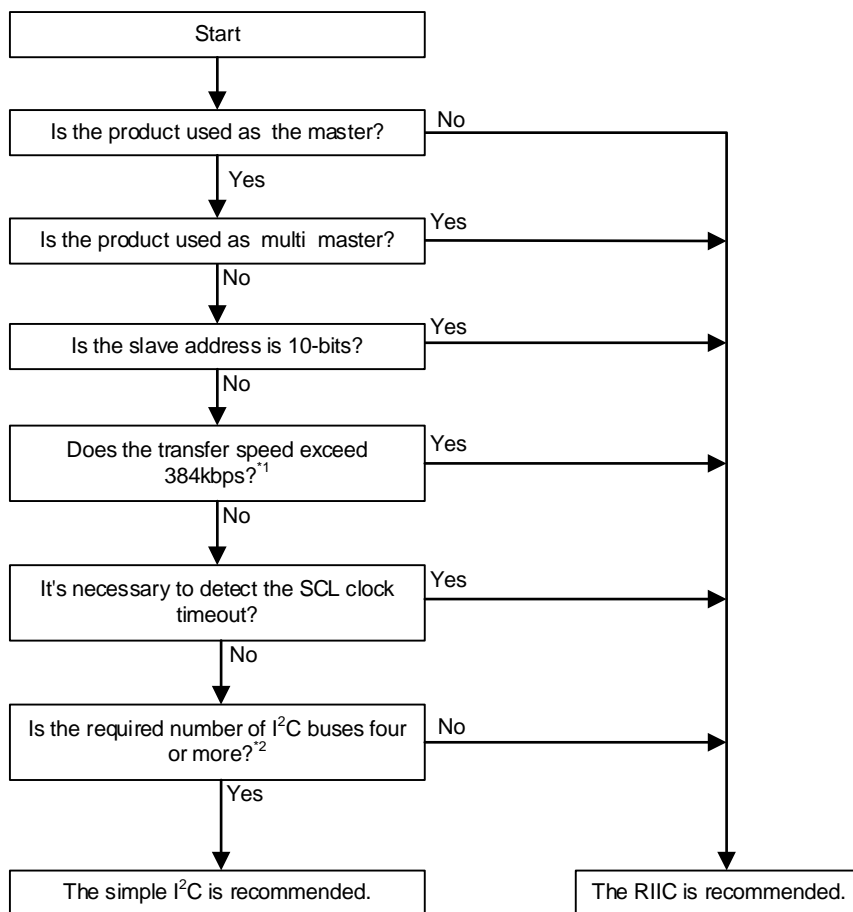 Start
Is the product used as the master?
No
Yes
Is the product used as multi master?
Yes
No
Is the slave address is 10-bits?
Yes
No
Does the transfer speed exceed
384kbps?*1
Yes
No
It's necessary to detect the SCL clock
timeout?
Yes
No
Is the required number of I2C buses four
or more?*2
No
Yes
The simple I2C is recommended.
The RIIC is recommended.